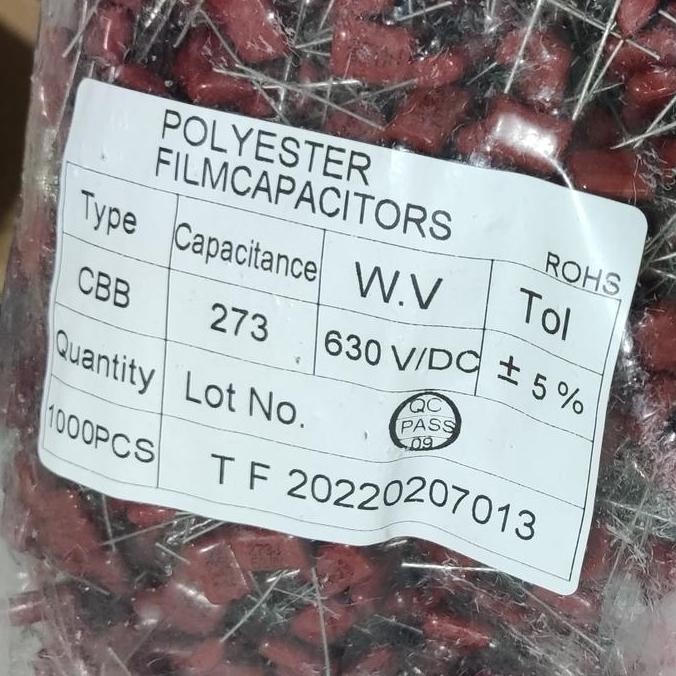 POLYESTER
FILMCAPACITORS
ROHS
Type Capacitance W.V Tol
CBB 273 630 V/DC ± 5 %
Quantity Lot No. QC
PASS
09
1000PCS T F 20220207013